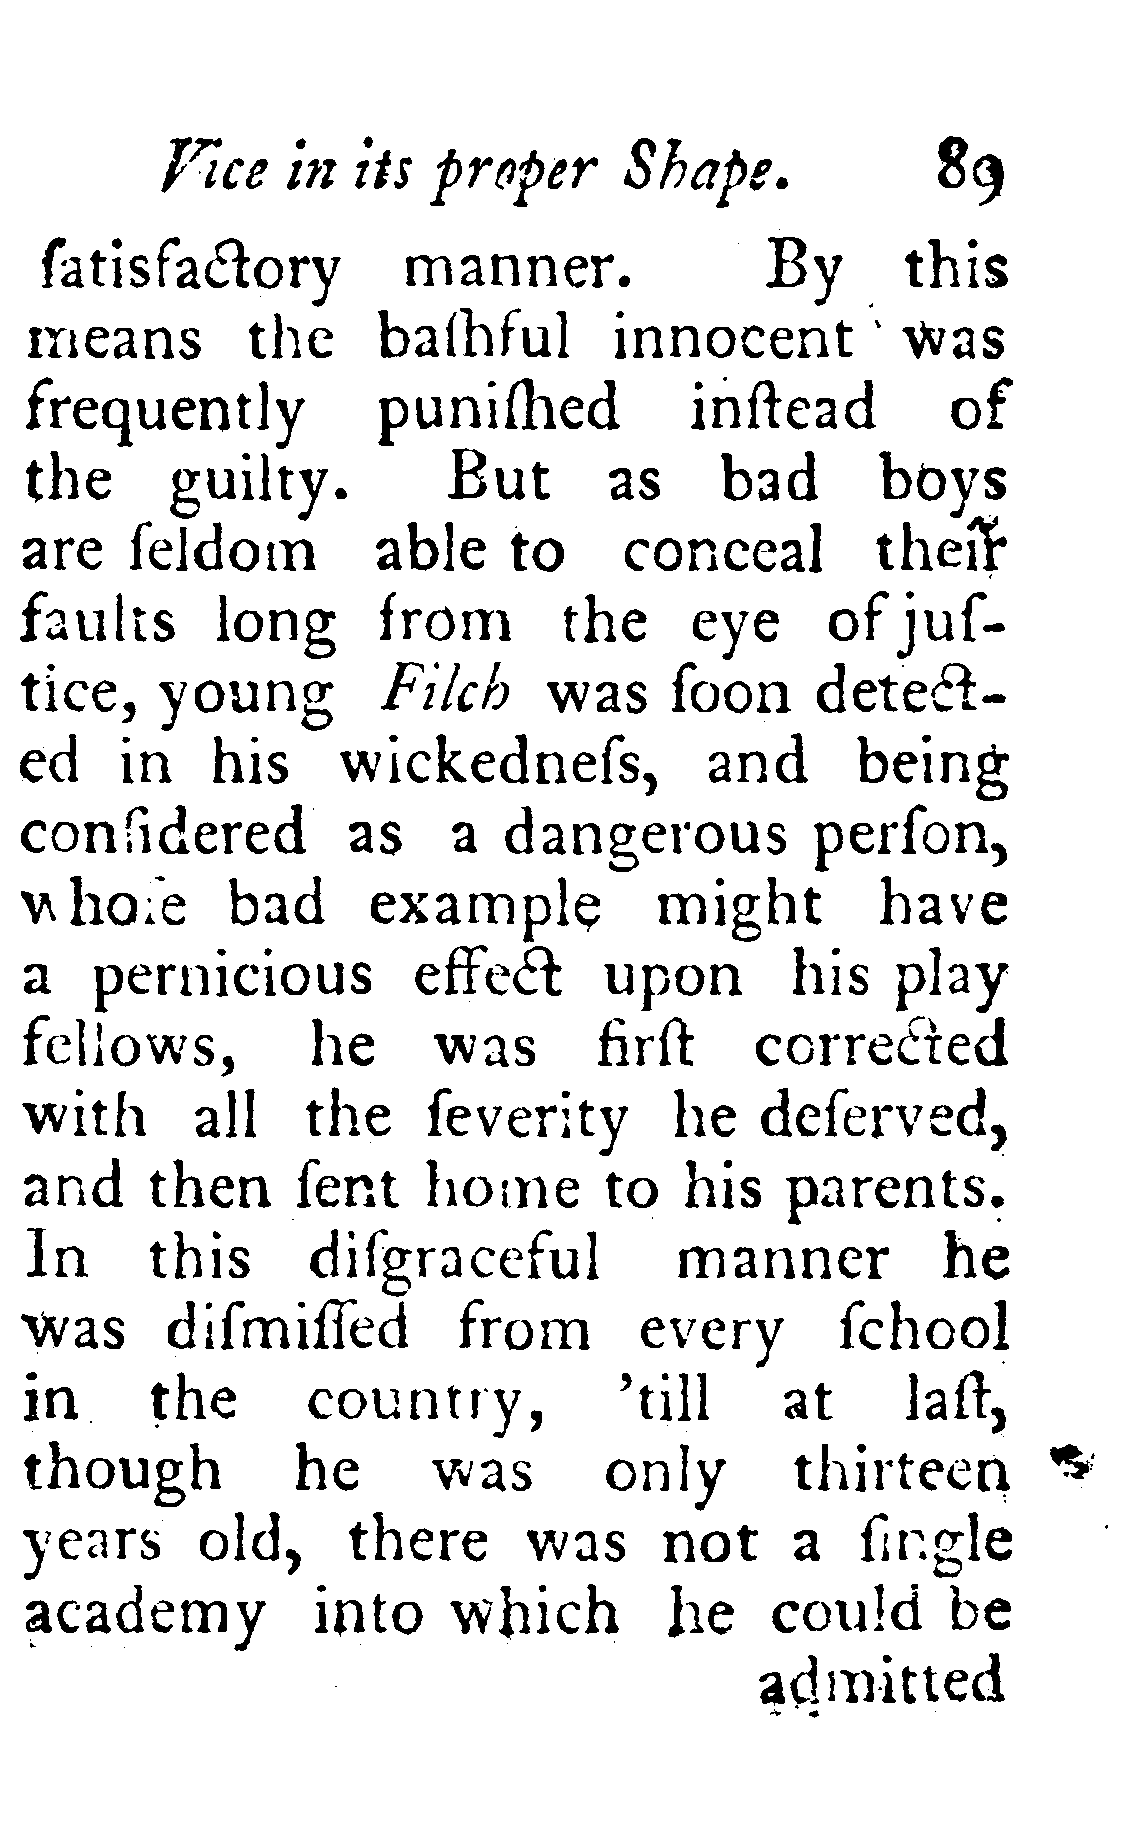 Vice in its proper Shape. 89
ſatisfactory manner. By this
means the baſhful innocent was
frequently puniſhed inſtead of
the guilty. But as bad boys
are ſeldom able to conceal their
faults long from the eye of juſ-
tice, young Filch was ſoon detect-
ed in his wickedneſs, and being
conſidered as a dangerous perſon,
whoſe bad example might have
a pernicious effect upon his play
fellows, he was firſt corrected
with all the ſeverity he deſerved,
and then ſent home to his parents.
In this diſgraceful manner he
was diſmiſſed from every ſchool
in the country, 'till at laſt,
though he was only thirteen
years old, there was not a ſingle
academy into which he could be
admitted